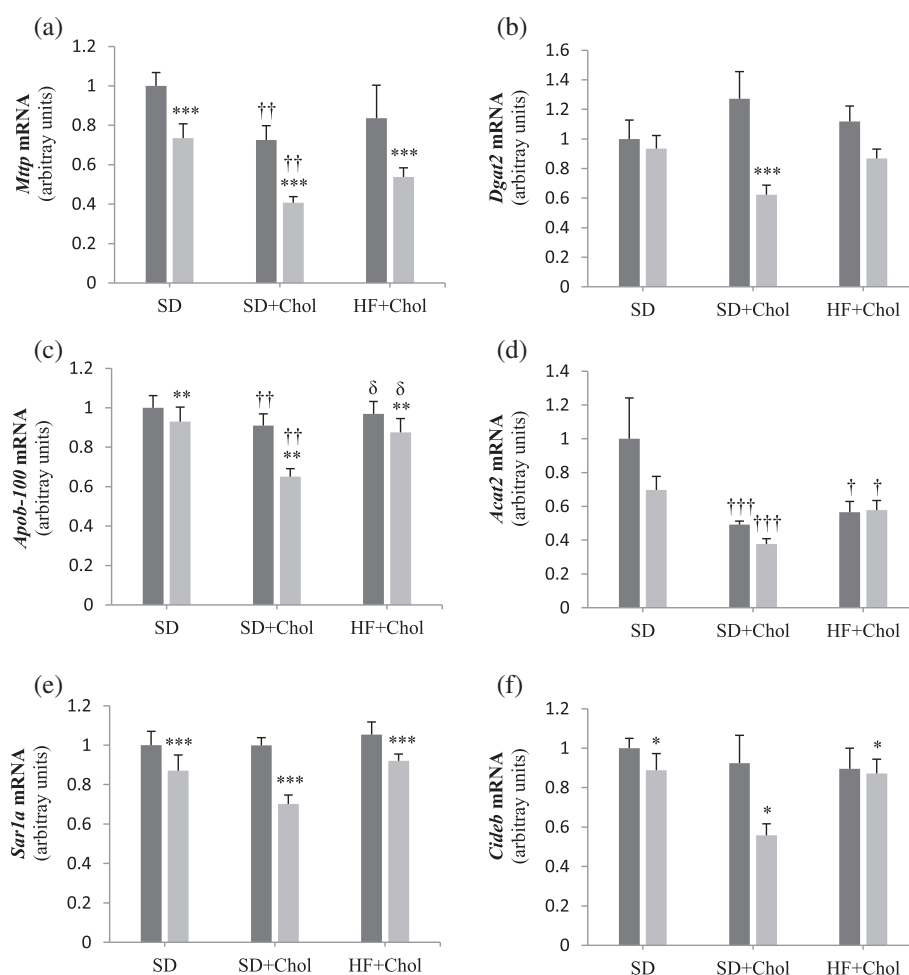 (a)
1.2
1
0.8
0.6
0.4
0.2
0
Mttp mRNA
(arbitray units)
***
††
††
***
***
SD
SD+Chol
HF+Chol
(b)
1.6
1.4
1.2
1
0.8
0.6
0.4
0.2
0
Dgat2 mRNA
(arbitray units)
***
SD
SD+Chol
HF+Chol
(c)
1.2
1
0.8
0.6
0.4
0.2
0
Apob-100 mRNA
(arbitray units)
**
††
††
**
δ
δ
**
SD
SD+Chol
HF+Chol
(d)
1.4
1.2
1
0.8
0.6
0.4
0.2
0
Acat2 mRNA
(arbitray units)
†††
†††
†
†
SD
SD+Chol
HF+Chol
(e)
1.2
1
0.8
0.6
0.4
0.2
0
Sar1a mRNA
(arbitray units)
***
***
***
SD
SD+Chol
HF+Chol
(f)
1.2
1
0.8
0.6
0.4
0.2
0
Cideb mRNA
(arbitray units)
*
*
*
SD
SD+Chol
HF+Chol